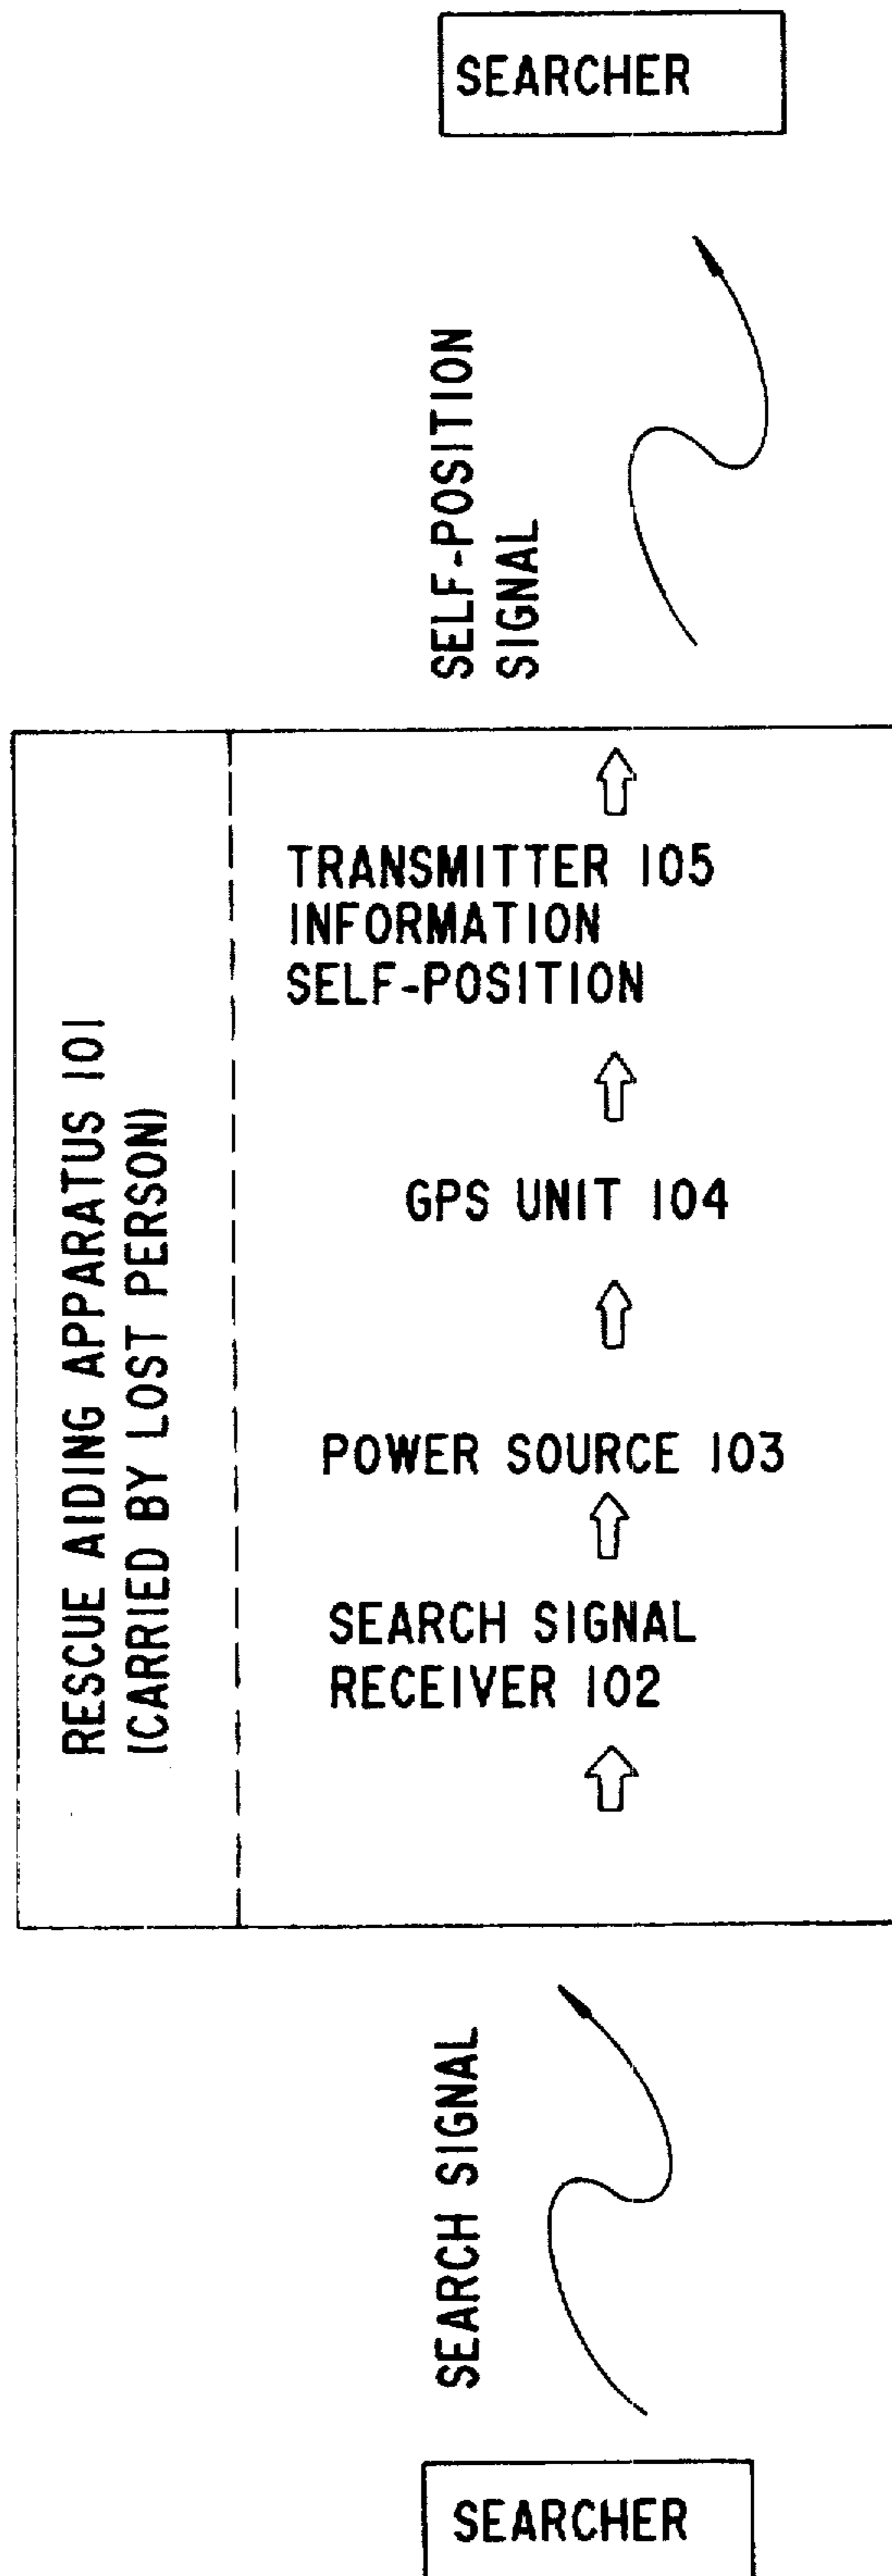 SEARCHER
SELF-POSITION
SIGNAL
RESCUE AIDING APPARATUS 101
(CARRIED BY LOST PERSON)
TRANSMITTER 105
INFORMATION
SELF-POSITION
GPS UNIT 104
POWER SOURCE 103
SEARCH SIGNAL
RECEIVER 102
SEARCH SIGNAL
SEARCHER